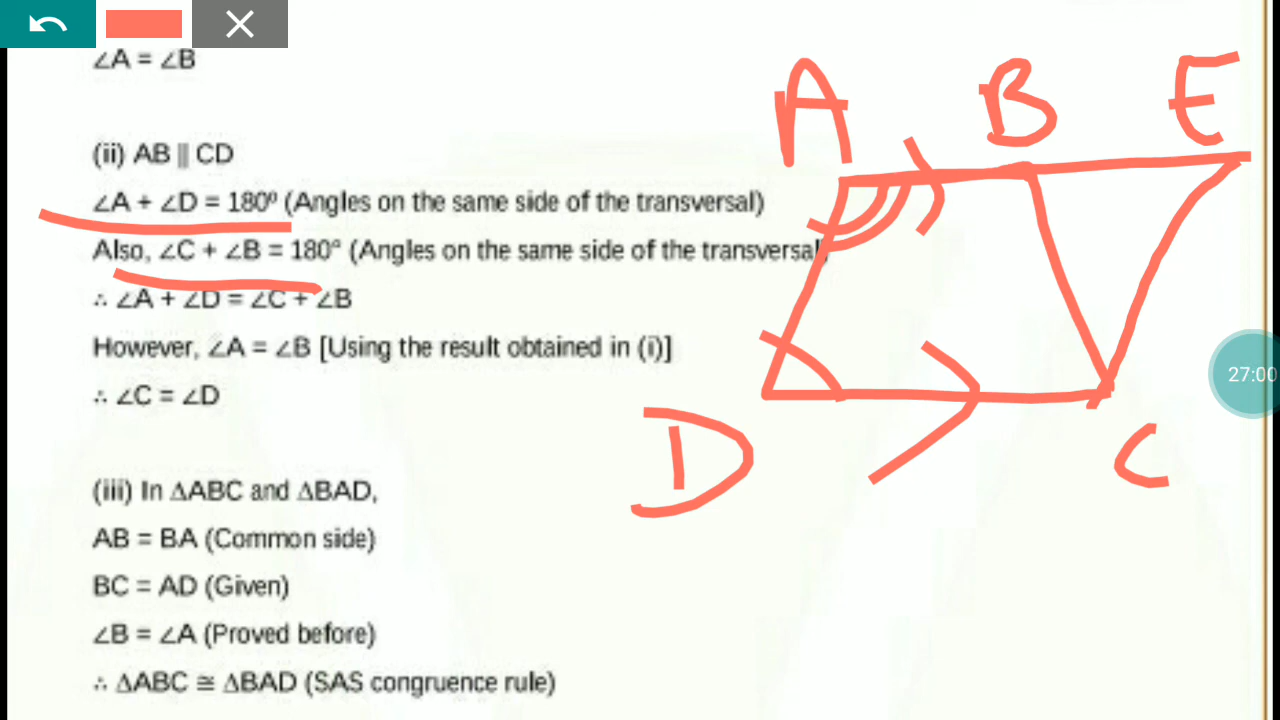 ∠A = ∠B
(ii) AB || CD
∠A + ∠D = 180º (Angles on the same side of the transversal)
Also, ∠C + ∠B = 180° (Angles on the same side of the transversal)
∴ ∠A + ∠D = ∠C + ∠B
However, ∠A = ∠B [Using the result obtained in (i)]
∴ ∠C = ∠D
(iii) In ΔABC and ΔBAD,
AB = BA (Common side)
BC = AD (Given)
∠B = ∠A (Proved before)
∴ ΔABC ≅ ΔBAD (SAS congruence rule)
A B E
D C
27:00